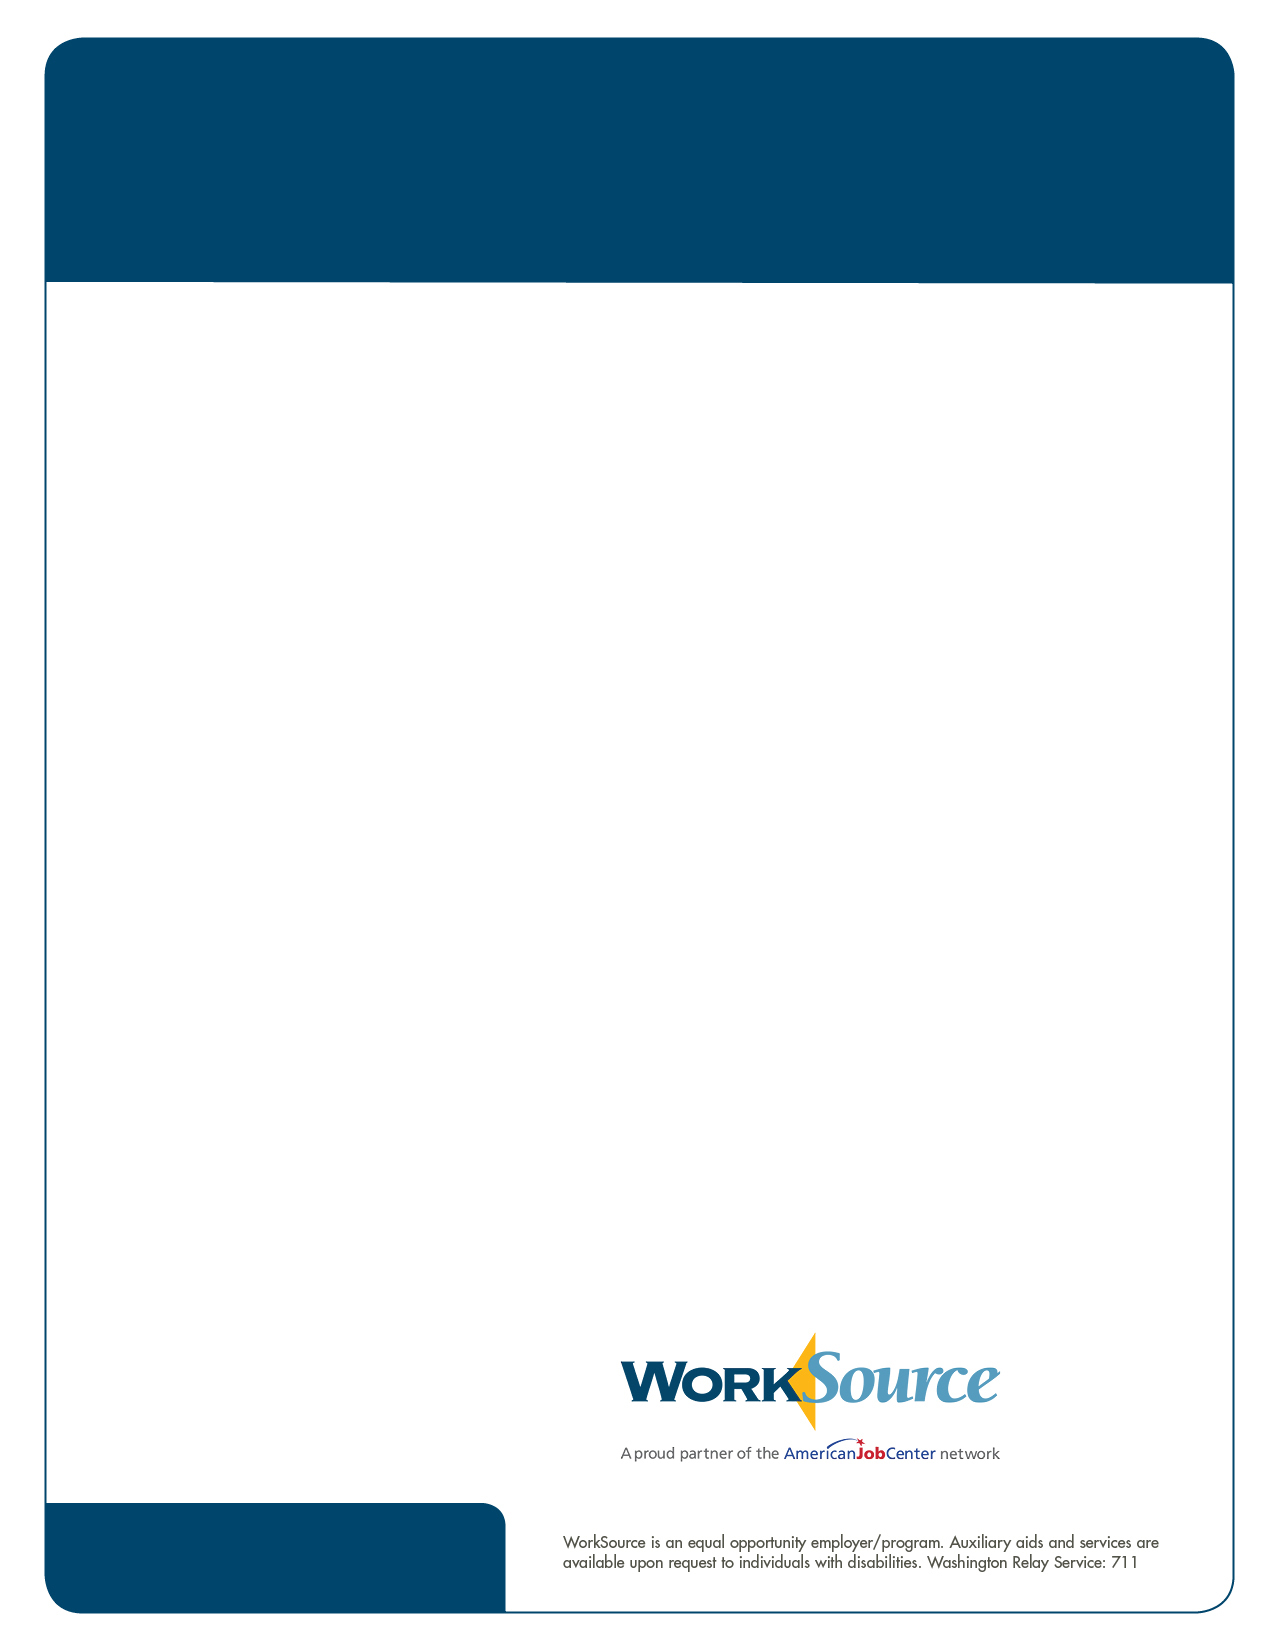 WorkSource
A proud partner of the AmericanJobCenter network
WorkSource is an equal opportunity employer/program. Auxiliary aids and services are
available upon request to individuals with disabilities. Washington Relay Service: 711